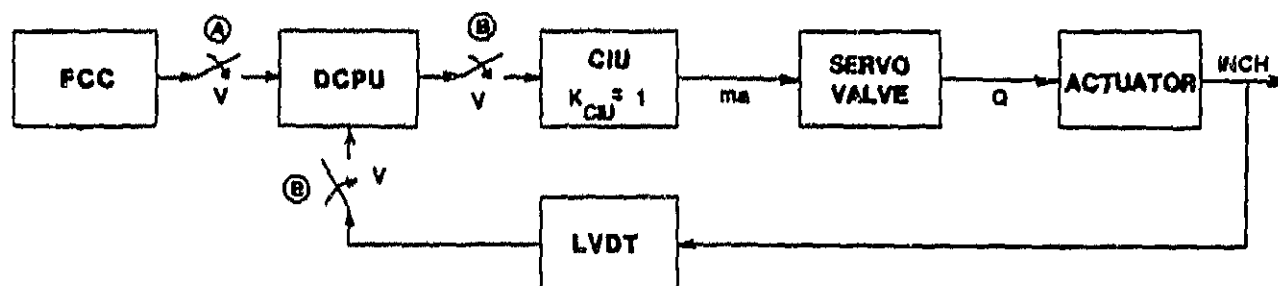 A
B
FCC
V
DCPU
V
CIU
K_CIU = 1
ma
SERVO
VALVE
Q
ACTUATOR
INCH
B
V
LVDT